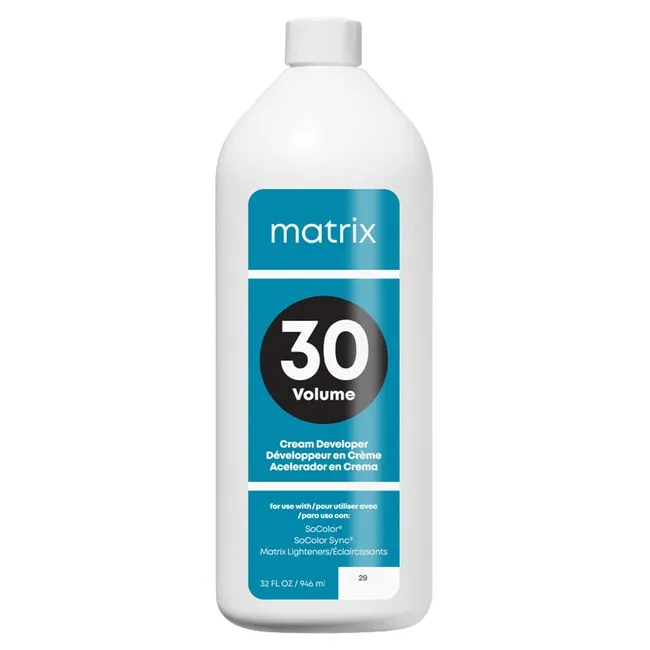 matrix
30
Volume
Cream Developer
Développeur en Crème
Acelerador en Crema
for use with/pour utiliser avec
/para uso con:
SoColor®
SoColor Sync®
Matrix Lighteners/Éclaircissants
32 FL OZ / 946 ml
29